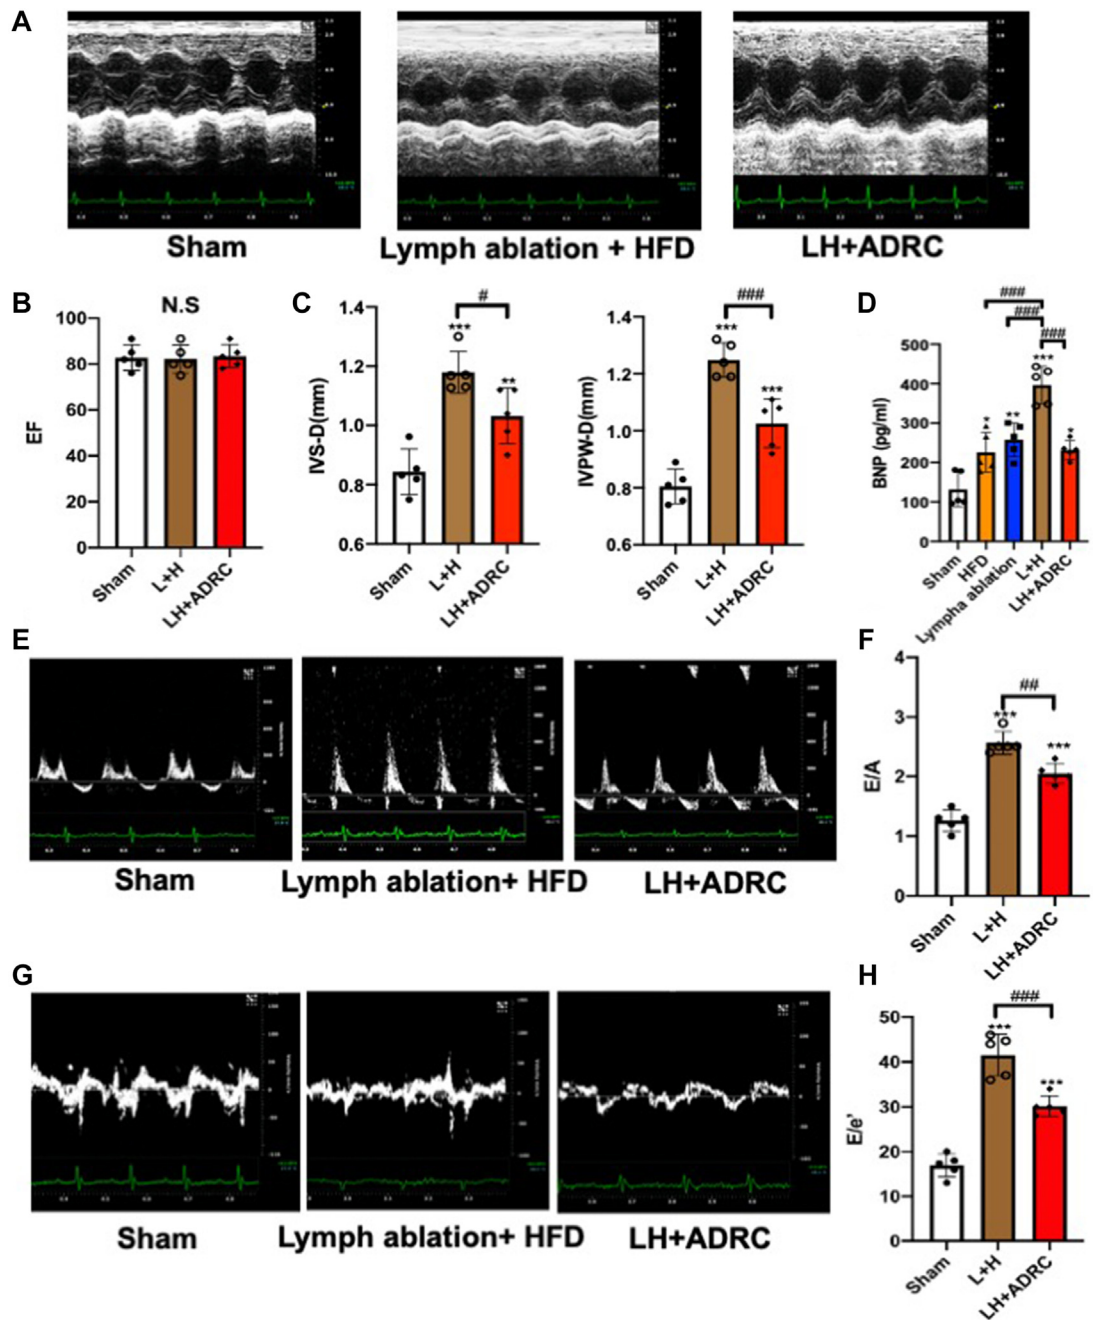 A
Sham
Lymph ablation + HFD
LH+ADRC
B
N.S
EF
100
80
60
40
20
0
Sham
L+H
LH+ADRC
C
#
IVS-D(mm)
1.4
1.2
1.0
0.8
0.6
***
**
Sham
L+H
LH+ADRC
###
IVPW-D(mm)
1.4
1.2
1.0
0.8
0.6
***
***
Sham
L+H
LH+ADRC
D
###
###
###
BNP (pg/ml)
500
400
300
200
100
0
*
**
***
*
Sham
HFD
Lympha ablation
L+H
LH+ADRC
E
Sham
Lymph ablation+ HFD
LH+ADRC
F
##
E/A
4
3
2
1
0
***
***
Sham
L+H
LH+ADRC
G
Sham
Lymph ablation+ HFD
LH+ADRC
H
###
E/e'
50
40
30
20
10
0
***
***
Sham
L+H
LH+ADRC